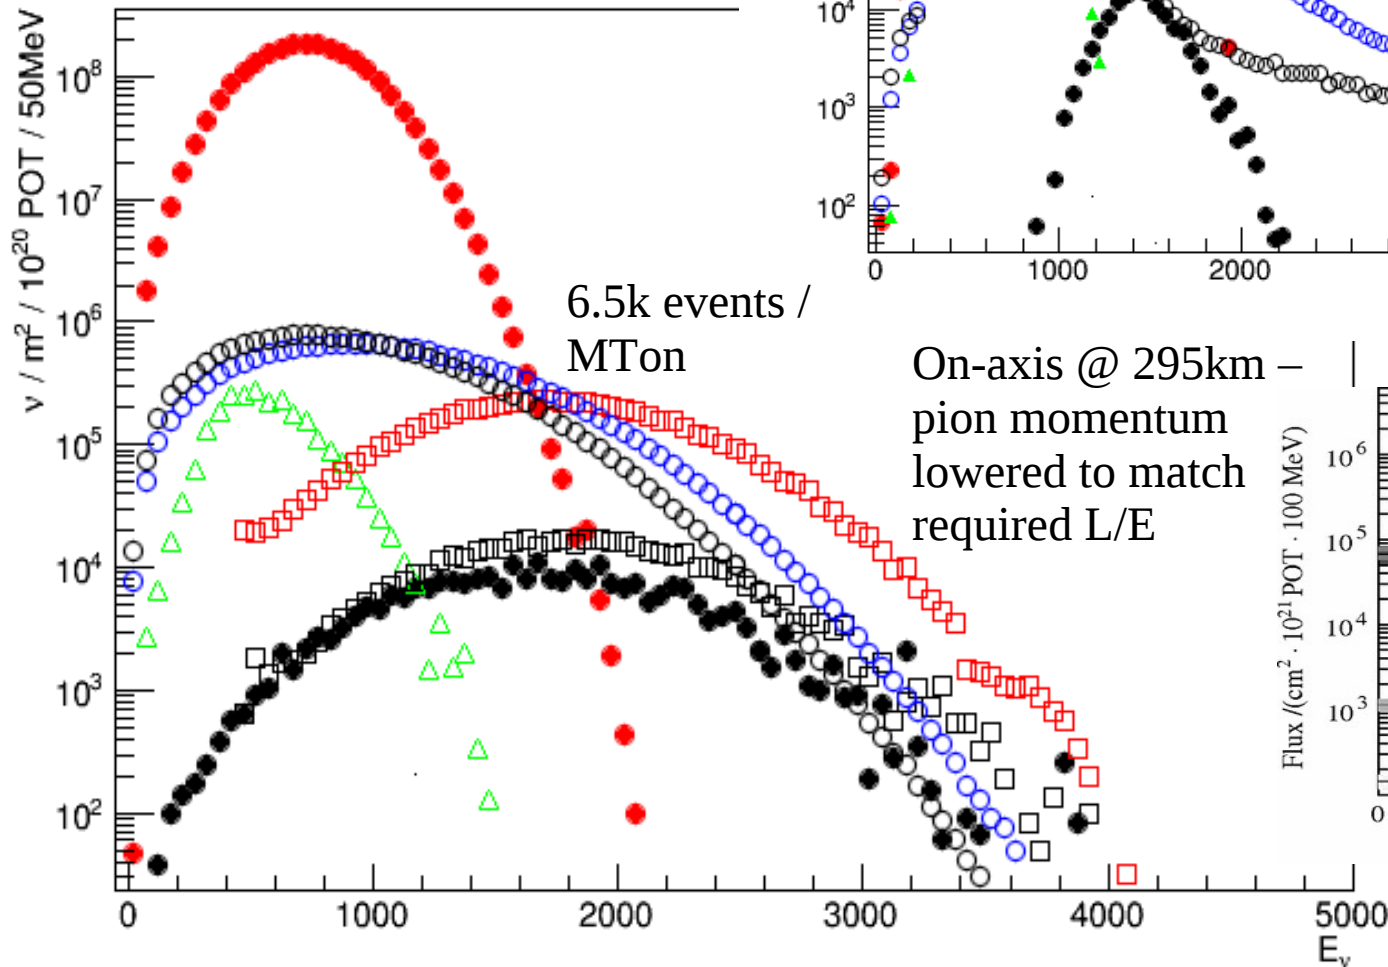 ν / m² / 10²⁰ POT / 50MeV
10⁸
10⁷
10⁶
10⁵
10⁴
10³
10²
0 1000 2000 3000 4000 5000
Eᵥ
6.5k events /
MTon
10⁴
10³
10²
0 1000 2000
On-axis @ 295km –
pion momentum
lowered to match
required L/E
Flux /(cm² · 10²¹ POT · 100 MeV)
10⁶
10⁵
10⁴
10³
0